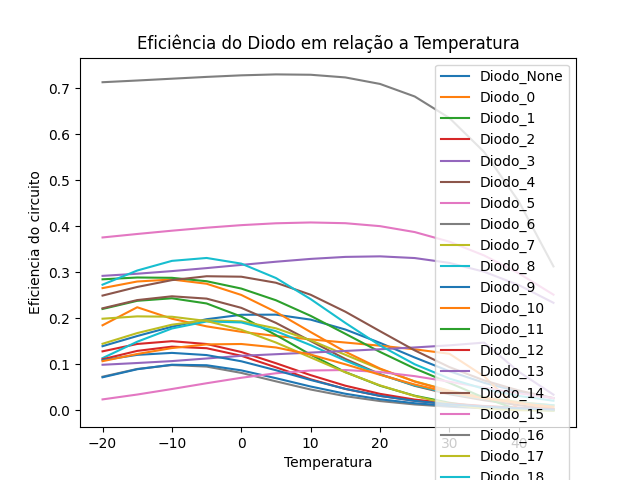 Eficiência do Diodo em relação a Temperatura
Eficiencia do circuito
0.7
0.6
0.5
0.4
0.3
0.2
0.1
0.0
−20
−10
0
10
20
30
40
Temperatura
Diodo_None
Diodo_0
Diodo_1
Diodo_2
Diodo_3
Diodo_4
Diodo_5
Diodo_6
Diodo_7
Diodo_8
Diodo_9
Diodo_10
Diodo_11
Diodo_12
Diodo_13
Diodo_14
Diodo_15
Diodo_16
Diodo_17
Diodo_18